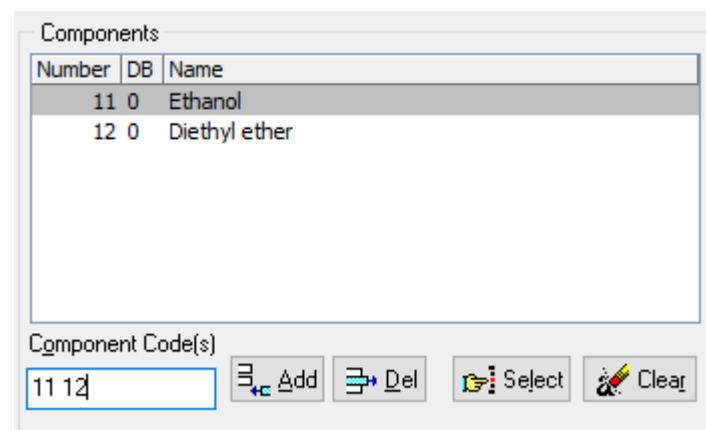 Components
Number DB Name
11 0 Ethanol
12 0 Diethyl ether
Component Code(s)
11 12 Add Del Select Clear